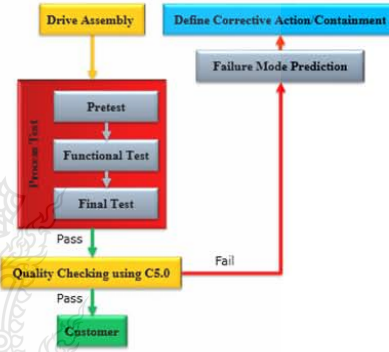 Drive Assembly
Define Corrective Action/Containment
Failure Mode Prediction
Process Test
Pretest
Functional Test
Final Test
Pass
Quality Checking using C5.0
Fail
Pass
Customer